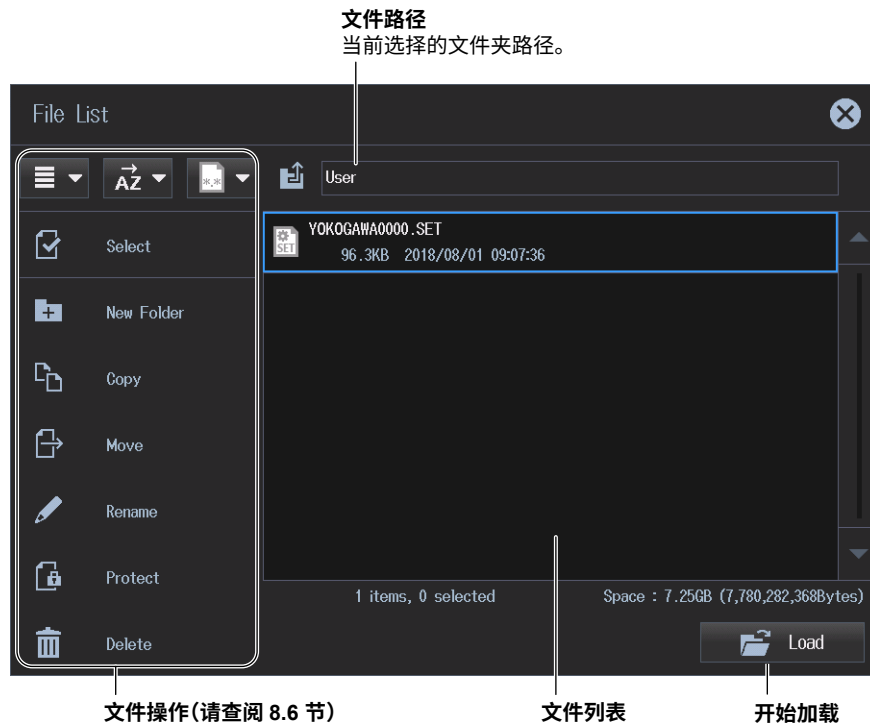 文件路径
当前选择的文件夹路径。
File List
AZ
*.*
User
Select
SET
YOKOGAWA0000.SET
96.3KB 2018/08/01 09:07:36
New Folder
Copy
Move
Rename
Protect
Delete
1 items, 0 selected
Space : 7.25GB (7,780,282,368Bytes)
Load
文件操作（请查阅 8.6 节）
文件列表
开始加载